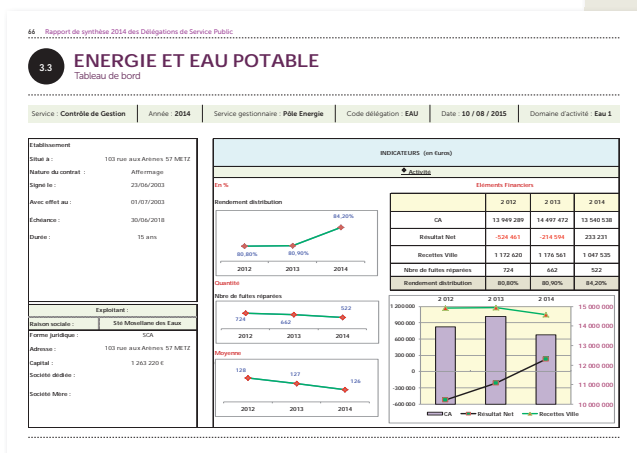 66 Rapport de synthèse 2014 des Délégations de Service Public
3.3
ENERGIE ET EAU POTABLE
Tableau de bord
Service : Contrôle de Gestion
Année : 2014
Service gestionnaire : Pôle Energie
Code délégation : EAU
Date : 10 / 08 / 2015
Domaine d'activité : Eau 1
Etablissement
Situé à : 103 rue aux Arènes 57 METZ
Nature du contrat : Affermage
Signé le : 23/06/2003
Avec effet au : 01/07/2003
Echéance : 30/06/2018
Durée : 15 ans
Exploitant :
Raison sociale : Sté Mosellane des Eaux
Forme juridique : SCA
Adresse : 103 rue aux Arènes 57 METZ
Capital : 1 263 220 €
Société dédiée :
Société Mère :
INDICATEURS (en €uros)
◆ Activité
En %
Rendement distribution
84,20%
80,80% 80,90%
2012 2013 2014
Quantité
Nbre de fuites réparées
724 662 522
2012 2013 2014
Moyenne
128 127 126
2012 2013 2014
Eléments Financiers
2 012 2 013 2 014
CA 13 949 289 14 497 472 13 540 538
Résultat Net -524 461 -214 594 233 231
Recettes Ville 1 172 620 1 176 561 1 047 535
Nbre de fuites réparées 724 662 522
Rendement distribution 80,80% 80,90% 84,20%
2 012 2 013 2 014
1 200 000 15 000 000
900 000 14 000 000
600 000 13 000 000
300 000
0 12 000 000
-300 000 11 000 000
-600 000 10 000 000
CA Résultat Net Recettes Ville